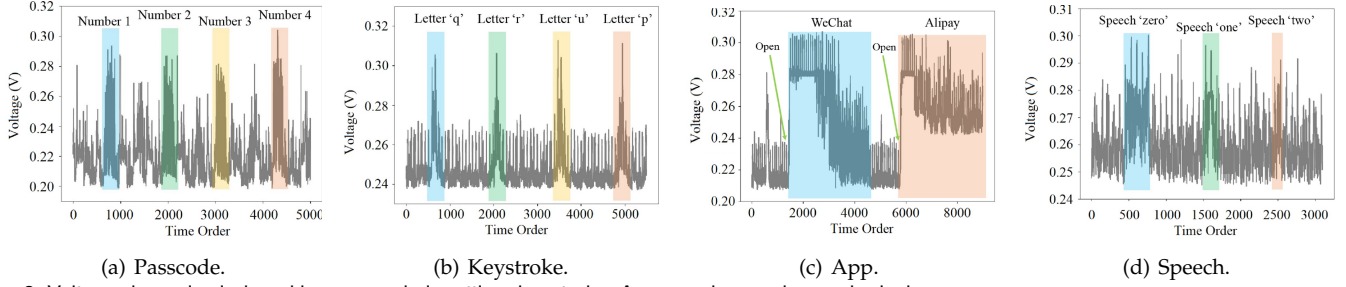 Number 1 Number 2 Number 3 Number 4
0.32
0.30
0.28
0.26
0.24
0.22
0.20
Voltage (V)
0 1000 2000 3000 4000 5000
Time Order
(a) Passcode.
Letter ‘q’ Letter ‘r’ Letter ‘u’ Letter ‘p’
0.32
0.30
0.28
0.26
0.24
Voltage (V)
0 1000 2000 3000 4000 5000
Time Order
(b) Keystroke.
WeChat Alipay
Open Open
0.32
0.28
0.26
0.24
0.22
0.20
Voltage (V)
0 2000 4000 6000 8000
Time Order
(c) App.
Speech ‘zero’ Speech ‘one’ Speech ‘two’
0.31
0.30
0.29
0.28
0.27
0.26
0.25
0.24
Voltage (V)
0 500 1000 1500 2000 2500 3000
Time Order
(d) Speech.